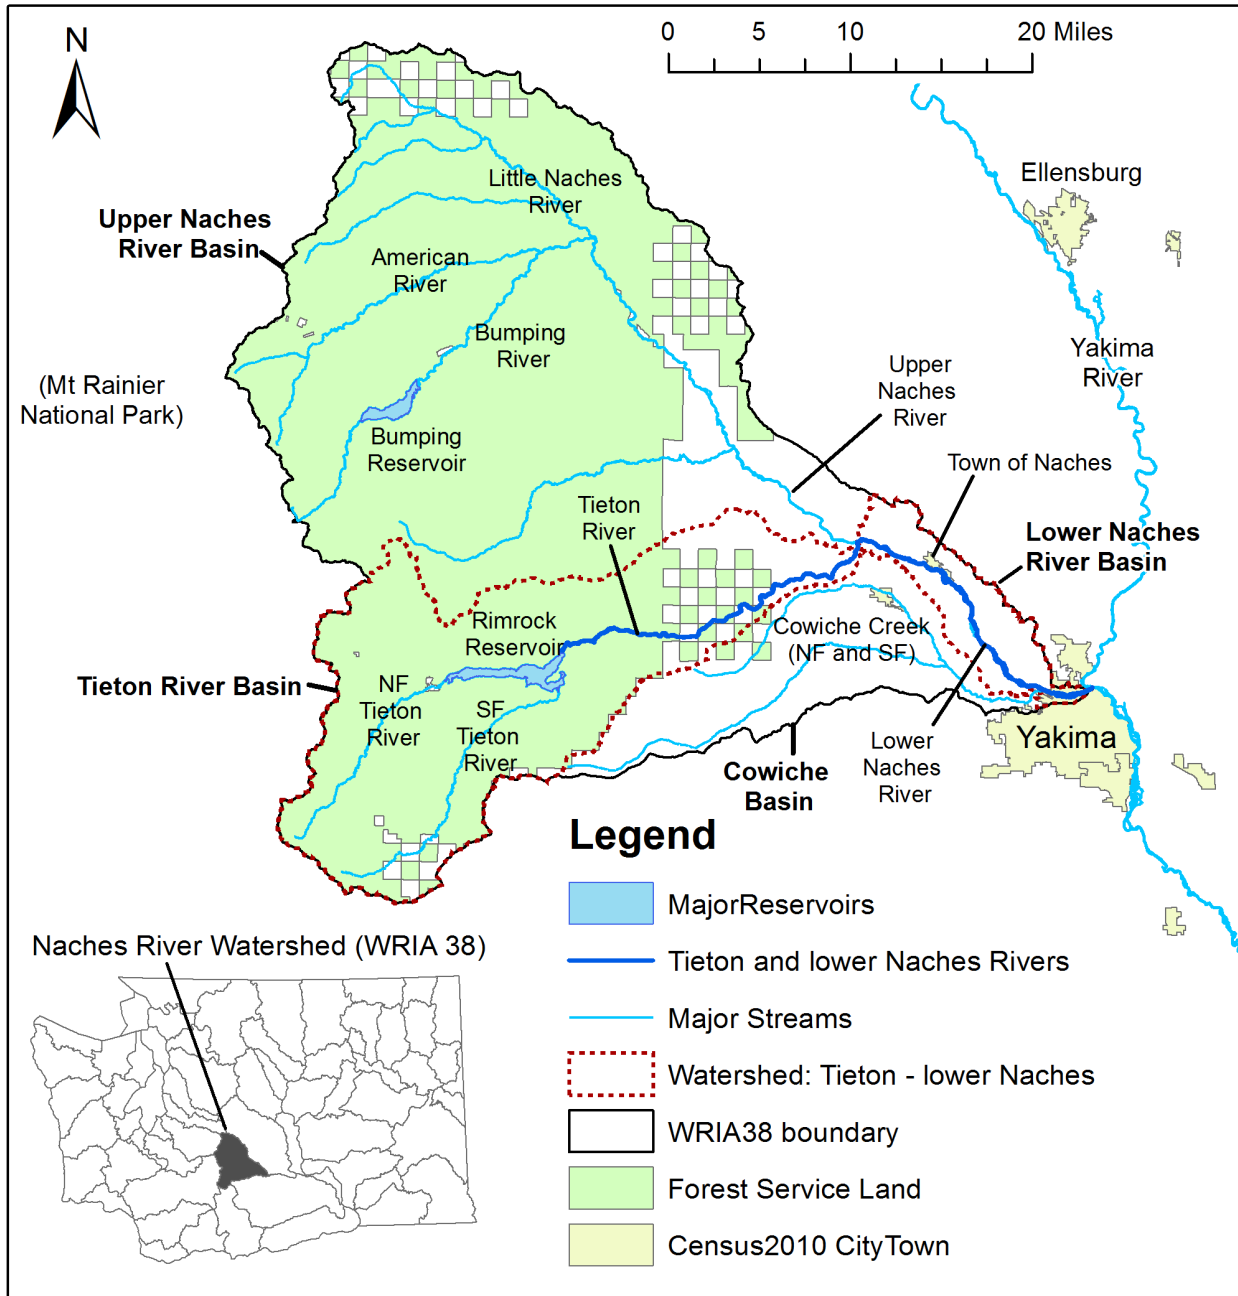 N
0 5 10 20 Miles
Ellensburg
Little Naches
River
Upper Naches
River Basin
American
River
Bumping
River
Yakima
River
Upper
Naches
River
(Mt Rainier
National Park)
Bumping
Reservoir
Town of Naches
Tieton
River
Lower Naches
River Basin
Rimrock
Reservoir
Cowiche Creek
(NF and SF)
Tieton River Basin
NF
Tieton
River
SF
Tieton
River
Lower
Naches
River
Yakima
Cowiche
Basin
Legend
MajorReservoirs
Tieton and lower Naches Rivers
Major Streams
Watershed: Tieton - lower Naches
WRIA38 boundary
Forest Service Land
Census2010 CityTown
Naches River Watershed (WRIA 38)